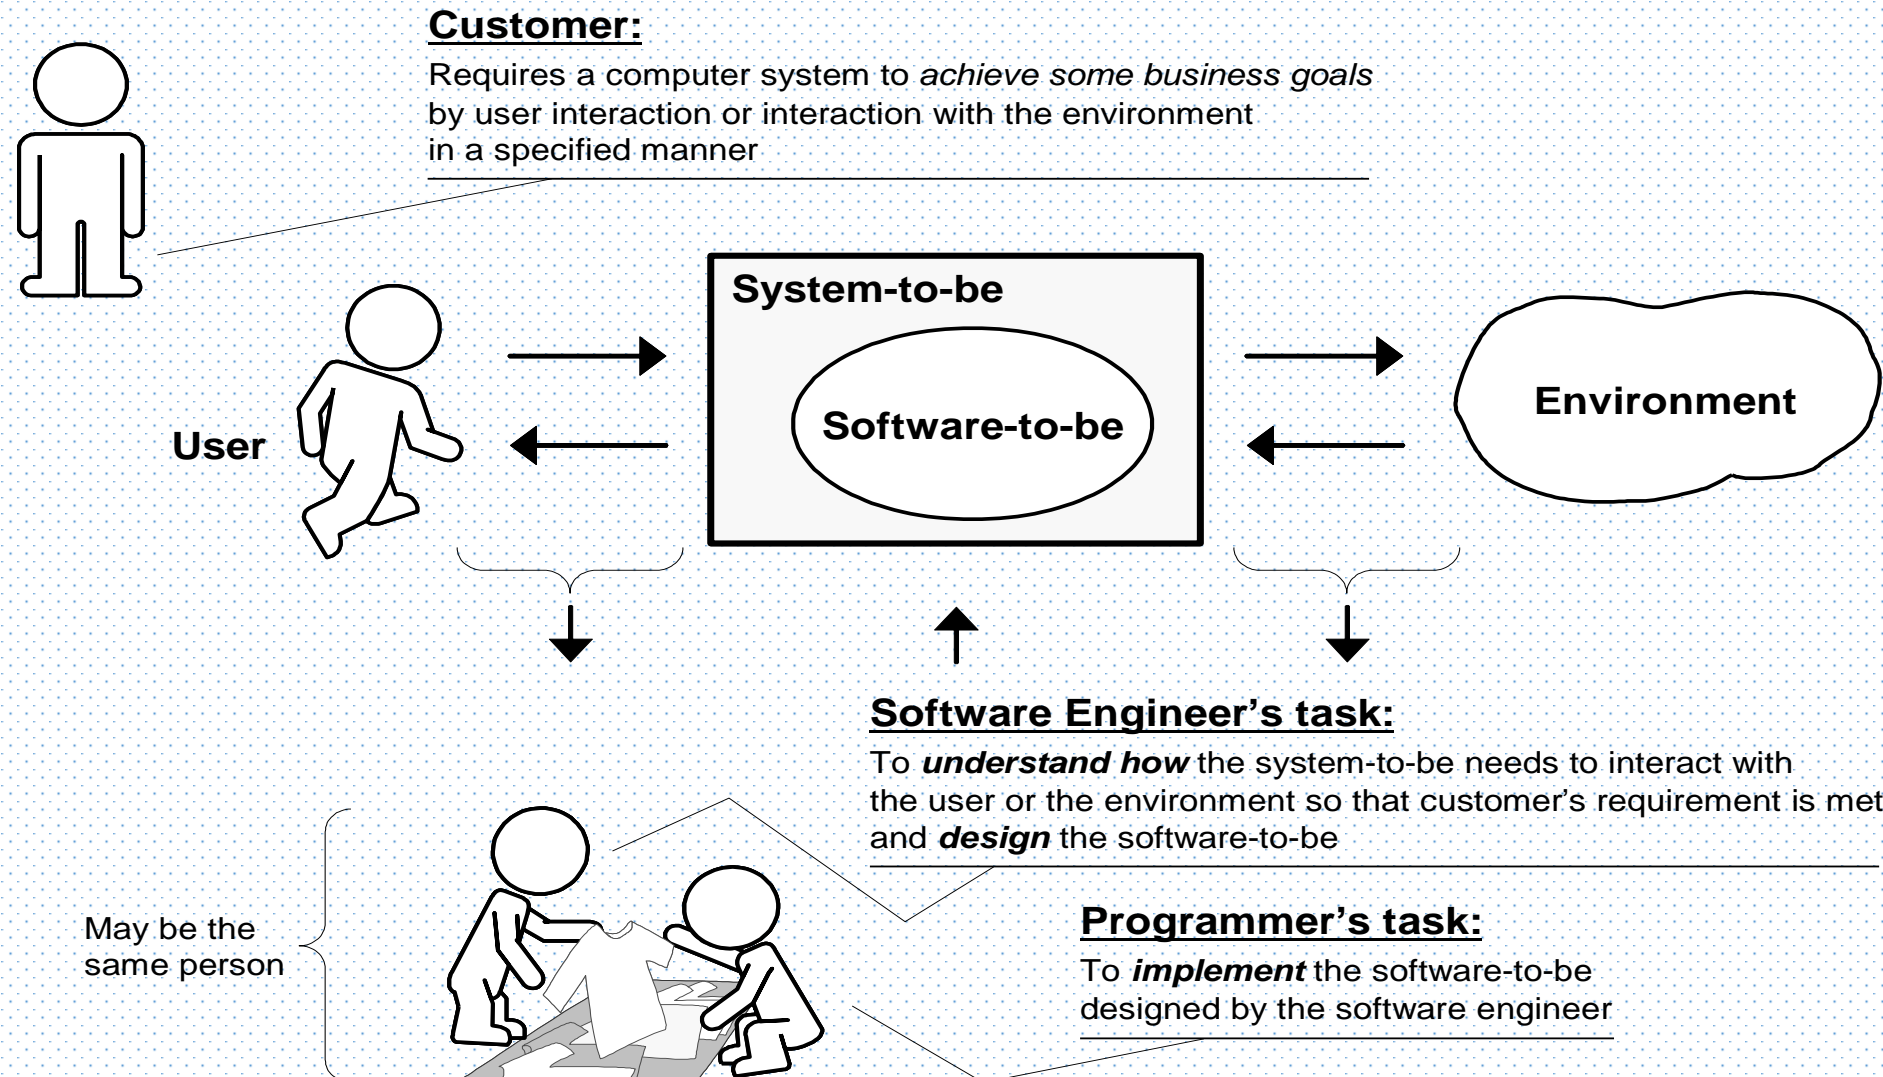 Customer:
Requires a computer system to achieve some business goals
by user interaction or interaction with the environment
in a specified manner
System-to-be
Software-to-be
User
Environment
Software Engineer’s task:
To understand how the system-to-be needs to interact with
the user or the environment so that customer’s requirement is met
and design the software-to-be
May be the
same person
Programmer’s task:
To implement the software-to-be
designed by the software engineer